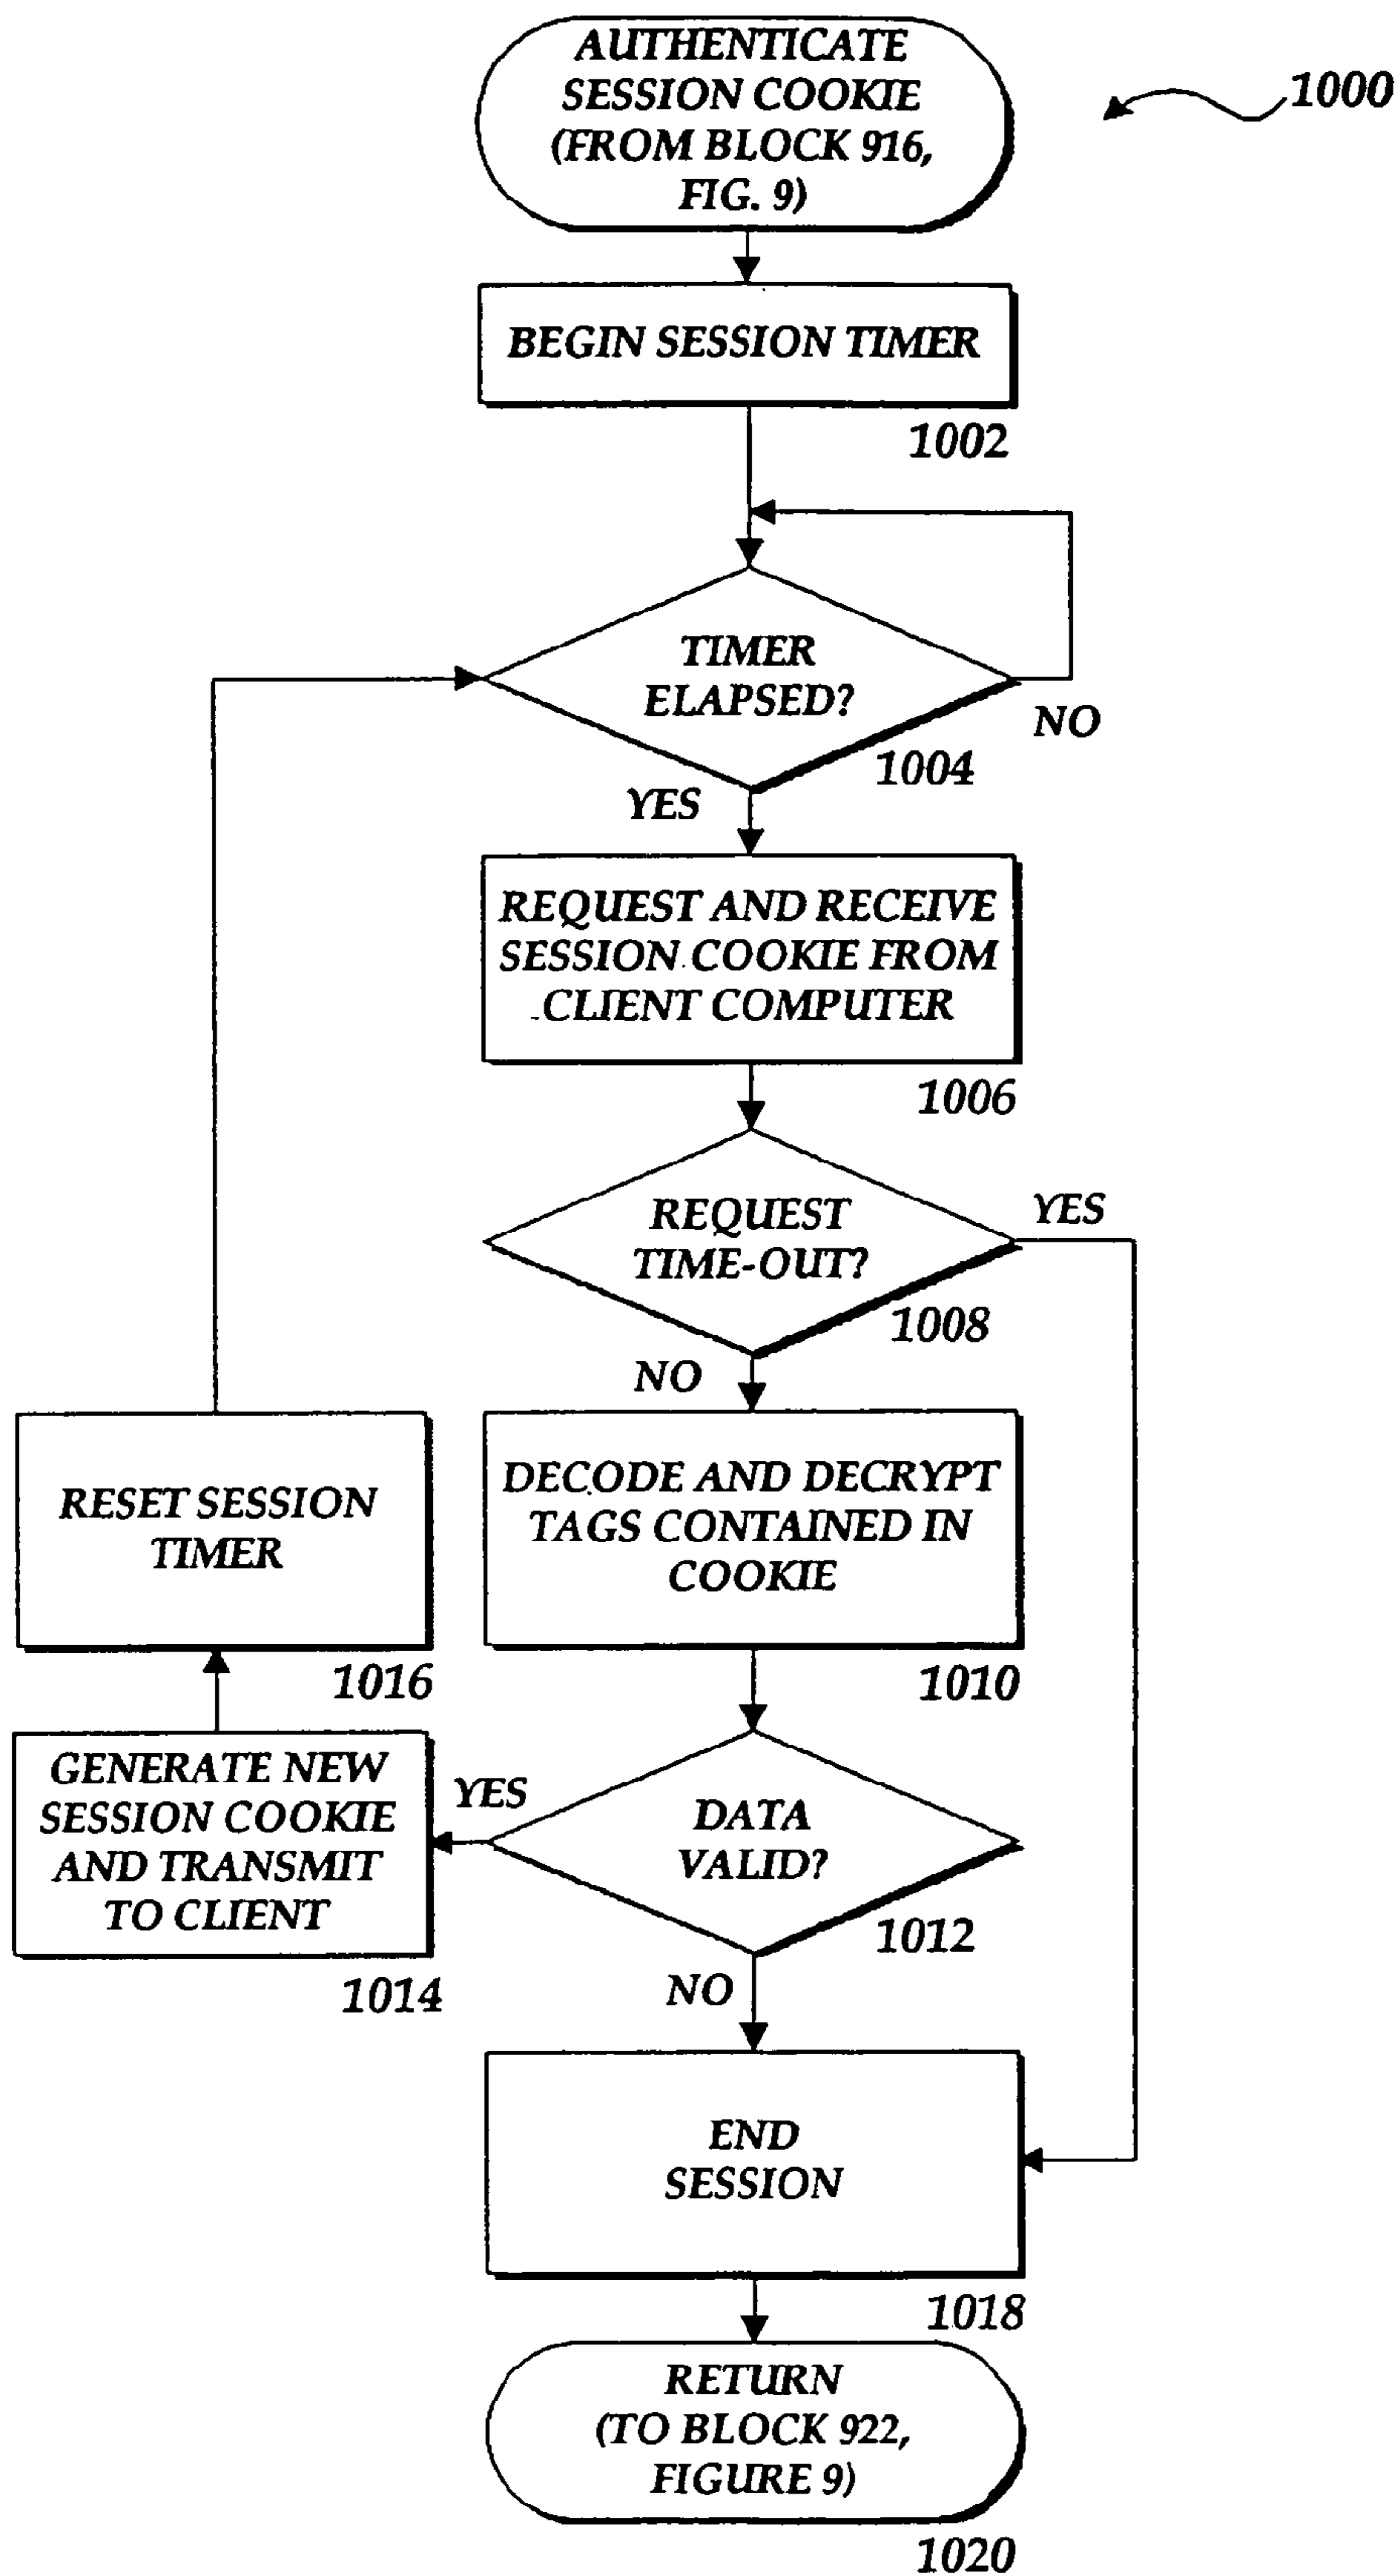 AUTHENTICATE
SESSION COOKIE
(FROM BLOCK 916,
FIG. 9)
1000
BEGIN SESSION TIMER
1002
TIMER
ELAPSED?
NO
1004
YES
REQUEST AND RECEIVE
SESSION COOKIE FROM
CLIENT COMPUTER
1006
REQUEST
TIME-OUT?
YES
1008
NO
DECODE AND DECRYPT
TAGS CONTAINED IN
COOKIE
1010
RESET SESSION
TIMER
1016
GENERATE NEW
SESSION COOKIE
AND TRANSMIT
TO CLIENT
1014
YES
DATA
VALID?
1012
NO
END
SESSION
1018
RETURN
(TO BLOCK 922,
FIGURE 9)
1020